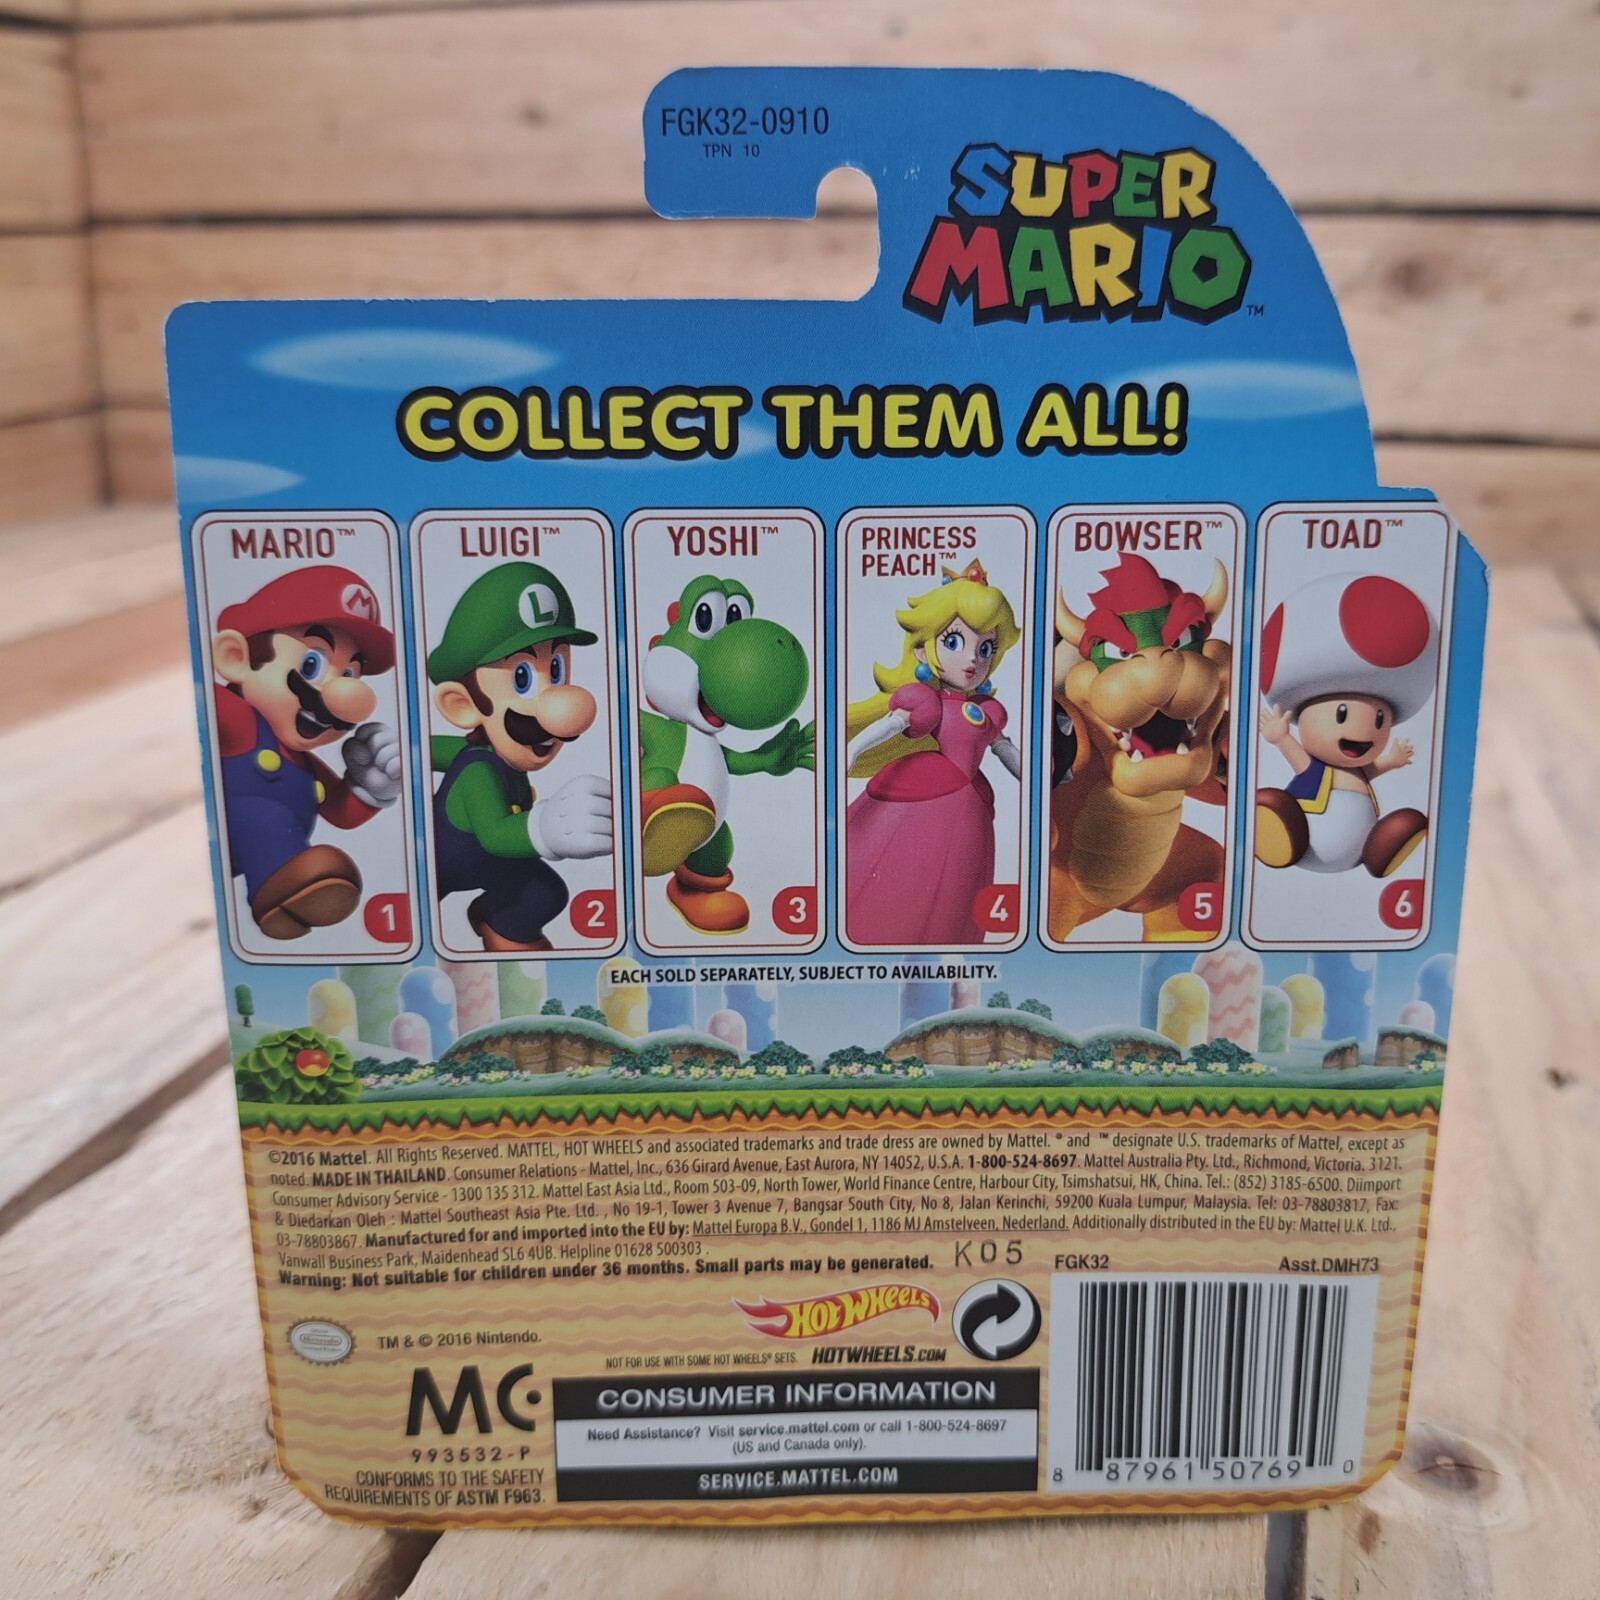 FGK32-0910
TPN 10
SUPER
MARIO™
COLLECT THEM ALL!
MARIO™
LUIGI™
YOSHI™
PRINCESS
PEACH™
BOWSER™
TOAD™
M
L
1
2
3
4
5
6
EACH SOLD SEPARATELY, SUBJECT TO AVAILABILITY.
©2016 Mattel. All Rights Reserved. MATTEL, HOT WHEELS and associated trademarks and trade dress are owned by Mattel. ® and ™ designate U.S. trademarks of Mattel, except as
noted. MADE IN THAILAND. Consumer Relations - Mattel, Inc., 636 Girard Avenue, East Aurora, NY 14052, U.S.A. 1-800-524-8697. Mattel Australia Pty. Ltd., Richmond, Victoria. 3121.
Consumer Advisory Service - 1300 135 312. Mattel East Asia Ltd., Room 503-09, North Tower, World Finance Centre, Harbour City, Tsimshatsui, HK, China. Tel.: (852) 3185-6500. Diimport
& Diedarkan Oleh : Mattel Southeast Asia Pte. Ltd. , No 19-1, Tower 3 Avenue 7, Bangsar South City, No 8, Jalan Kerinchi, 59200 Kuala Lumpur, Malaysia. Tel: 03-78803817, Fax:
03-78803867. Manufactured for and imported into the EU by: Mattel Europa B.V., Gondel 1, 1186 MJ Amstelveen, Nederland. Additionally distributed in the EU by: Mattel U.K. Ltd.,
Vanwall Business Park, Maidenhead SL6 4UB. Helpline 01628 500303 .
Warning: Not suitable for children under 36 months. Small parts may be generated.
K05
FGK32
Asst.DMH73
TM & © 2016 Nintendo.
HOT WHEELS
NOT FOR USE WITH SOME HOT WHEELS® SETS.
HOTWHEELS.COM
MC
993532-P
CONFORMS TO THE SAFETY
REQUIREMENTS OF ASTM F963.
CONSUMER INFORMATION
Need Assistance? Visit service.mattel.com or call 1-800-524-8697
(US and Canada only).
SERVICE.MATTEL.COM
8 87961 50769 0